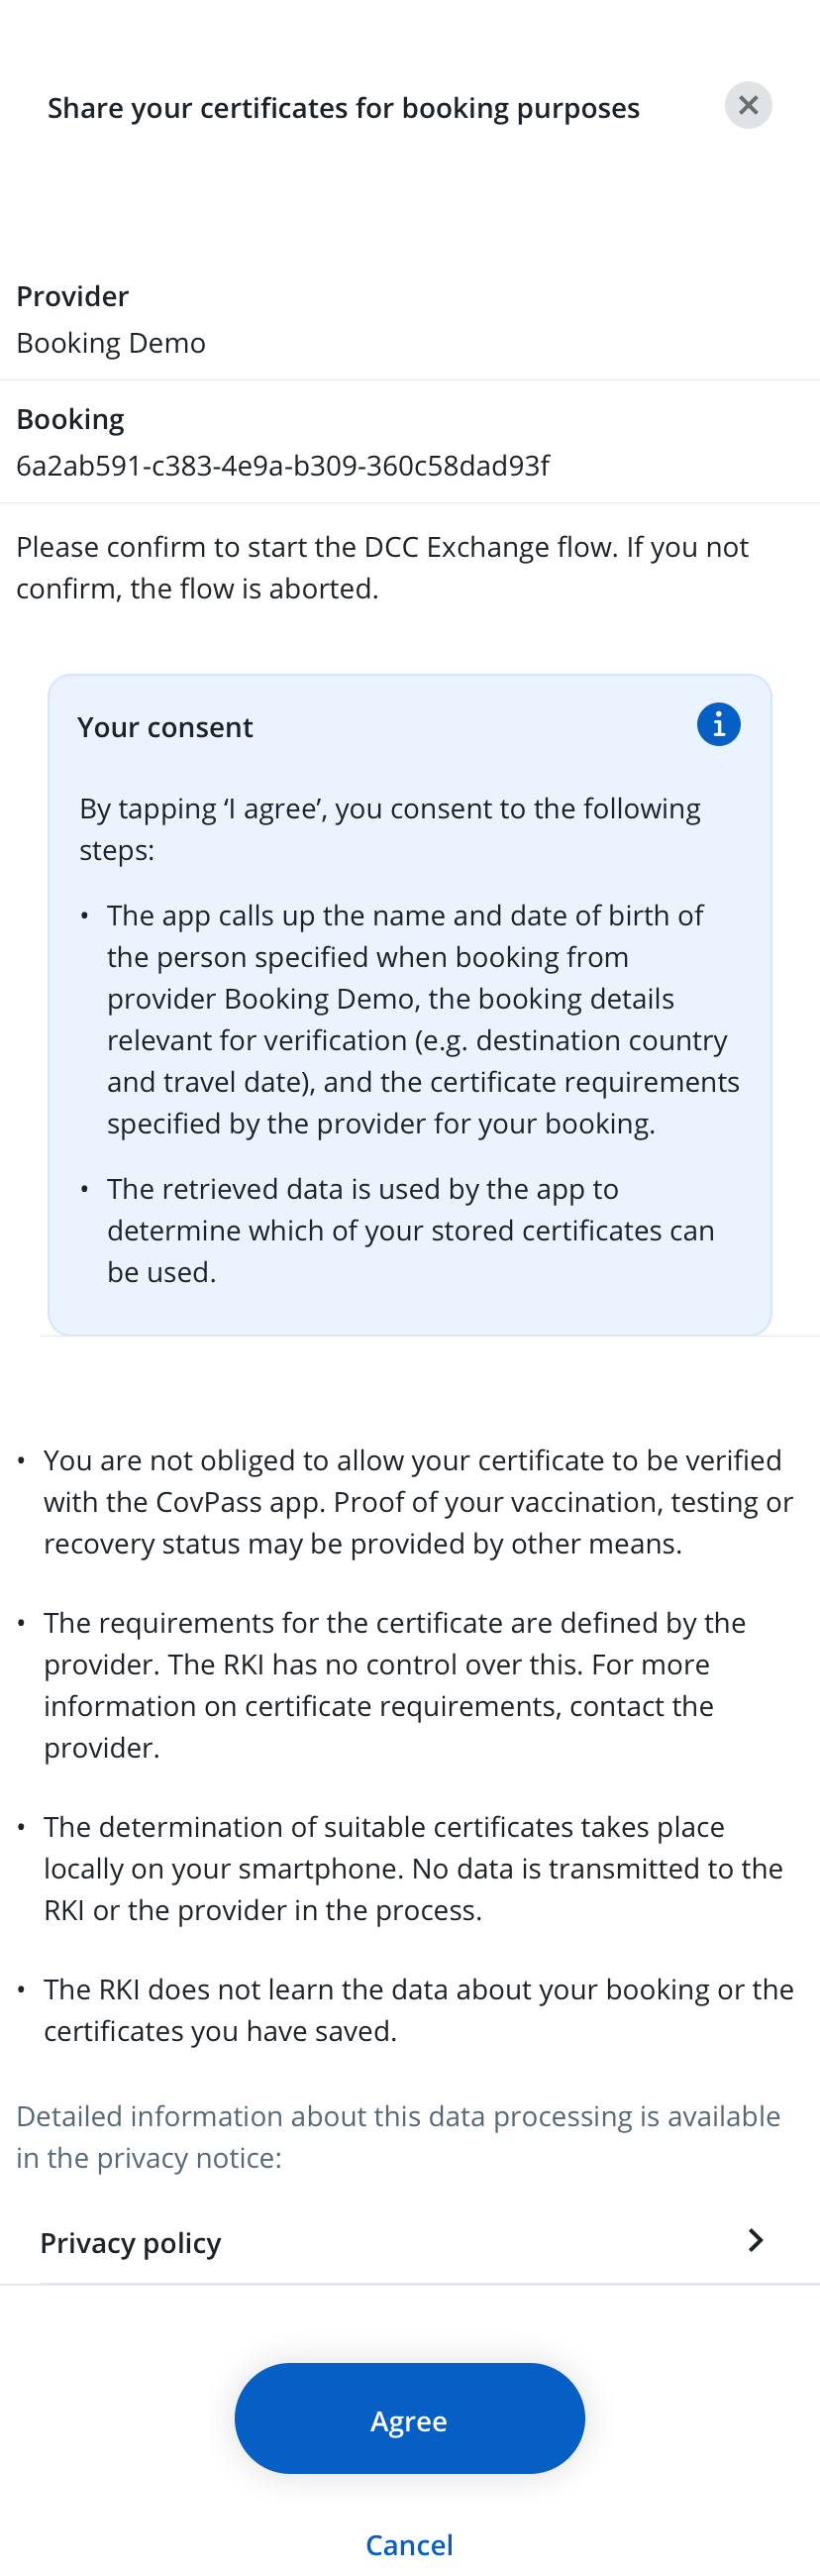 Share your certificates for booking purposes
Provider
Booking Demo
Booking
6a2ab591-c383-4e9a-b309-360c58dad93f
Please confirm to start the DCC Exchange flow. If you not
confirm, the flow is aborted.
Your consent
By tapping ‘I agree’, you consent to the following
steps:
• The app calls up the name and date of birth of
the person specified when booking from
provider Booking Demo, the booking details
relevant for verification (e.g. destination country
and travel date), and the certificate requirements
specified by the provider for your booking.
• The retrieved data is used by the app to
determine which of your stored certificates can
be used.
• You are not obliged to allow your certificate to be verified
with the CovPass app. Proof of your vaccination, testing or
recovery status may be provided by other means.
• The requirements for the certificate are defined by the
provider. The RKI has no control over this. For more
information on certificate requirements, contact the
provider.
• The determination of suitable certificates takes place
locally on your smartphone. No data is transmitted to the
RKI or the provider in the process.
• The RKI does not learn the data about your booking or the
certificates you have saved.
Detailed information about this data processing is available
in the privacy notice:
Privacy policy
Agree
Cancel